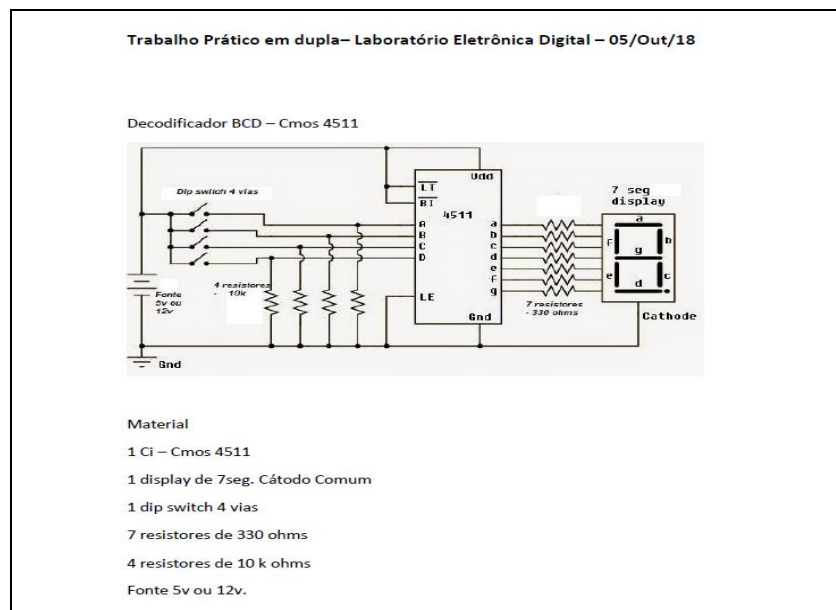 Trabalho Prático em dupla– Laboratório Eletrônica Digital – 05/Out/18
Decodificador BCD – Cmos 4511
Dip switch 4 vias
Fonte
5v ou
12v
Gnd
4 resistores
- 10k
LT
BI
A
B
C
D
LE
Vdd
4511
a
b
c
d
e
f
g
Gnd
7 resistores
- 330 ohms
7 seg
display
a
f
b
g
e
c
d
Cathode
Material
1 Ci – Cmos 4511
1 display de 7seg. Cátodo Comum
1 dip switch 4 vias
7 resistores de 330 ohms
4 resistores de 10 k ohms
Fonte 5v ou 12v.